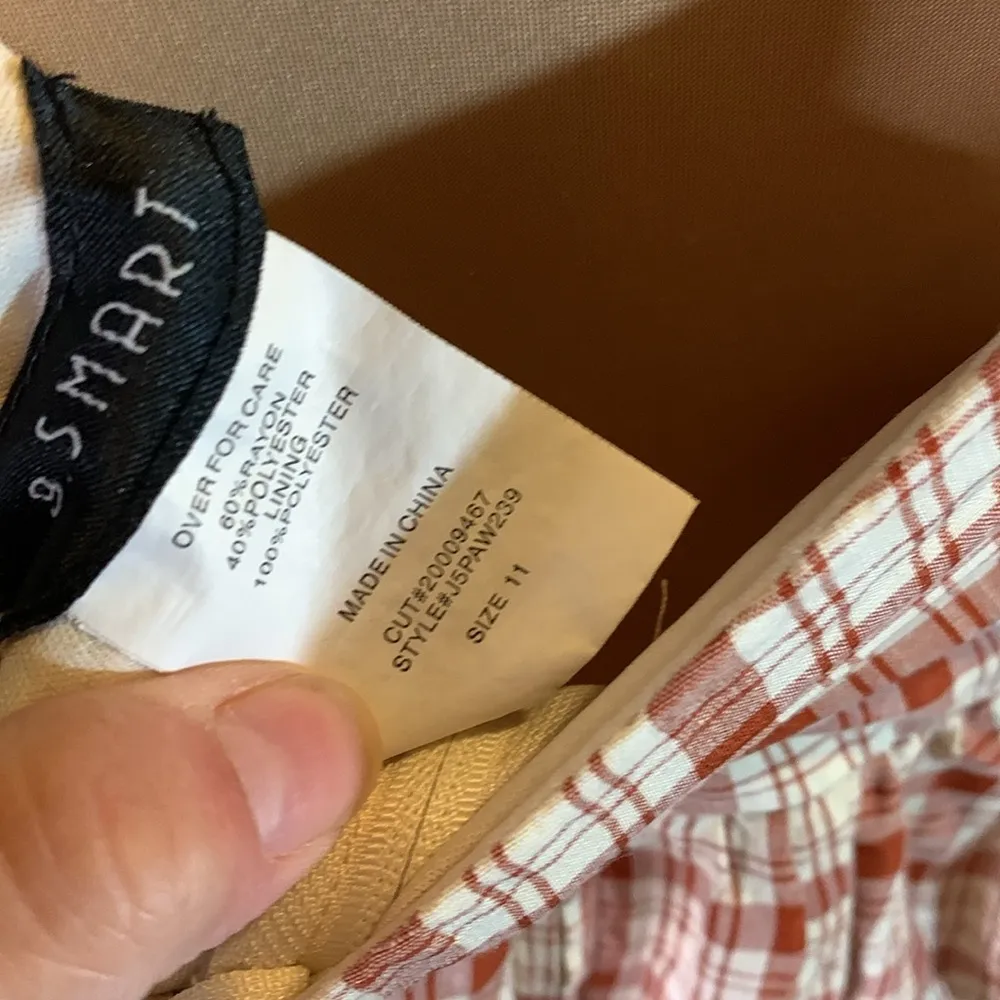 g.SMART
OVER FOR CARE
60%RAYON
40%POLYESTER
LINING
100%POLYESTER
MADE IN CHINA
CUT#20009467
STYLE#J5PAW239
SIZE 11